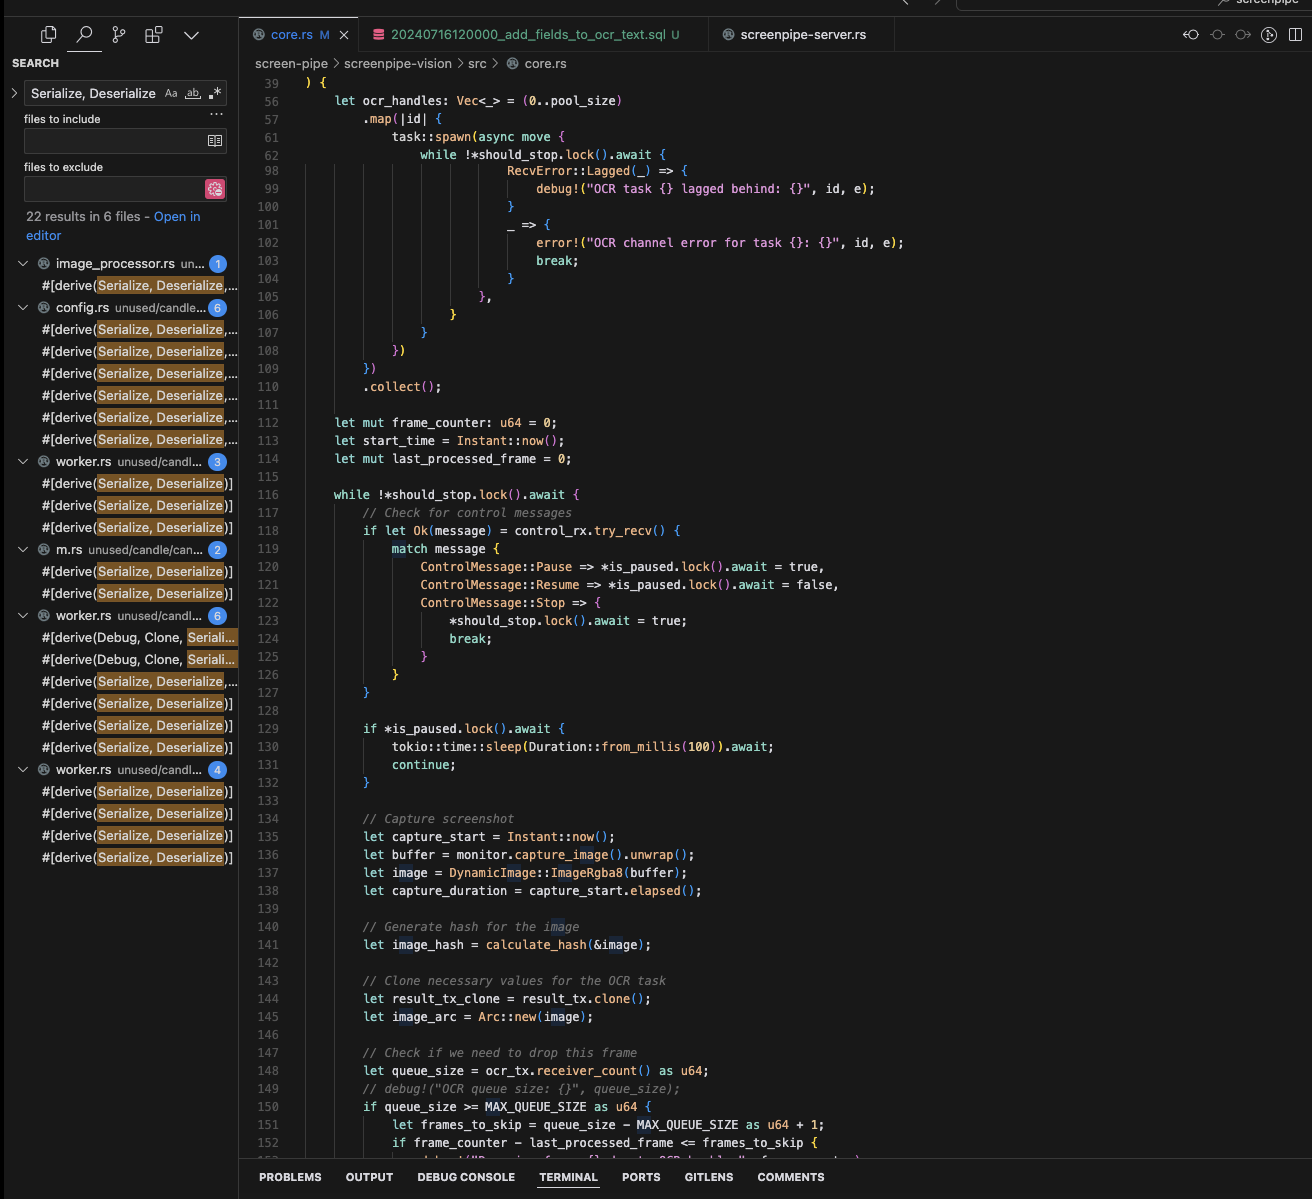 screenpipe
core.rs M
20240716120000_add_fields_to_ocr_text.sql U
screenpipe-server.rs
SEARCH
Serialize, Deserialize Aa ab .*
files to include
files to exclude
22 results in 6 files - Open in
editor
image_processor.rs un... 1
#[derive(Serialize, Deserialize,...
config.rs unused/candle... 6
#[derive(Serialize, Deserialize,...
#[derive(Serialize, Deserialize,...
#[derive(Serialize, Deserialize,...
#[derive(Serialize, Deserialize,...
#[derive(Serialize, Deserialize,...
#[derive(Serialize, Deserialize,...
worker.rs unused/candl... 3
#[derive(Serialize, Deserialize)]
#[derive(Serialize, Deserialize)]
#[derive(Serialize, Deserialize)]
m.rs unused/candle/can... 2
#[derive(Serialize, Deserialize)]
#[derive(Serialize, Deserialize)]
worker.rs unused/candl... 6
#[derive(Debug, Clone, Seriali...
#[derive(Debug, Clone, Seriali...
#[derive(Serialize, Deserialize,...
#[derive(Serialize, Deserialize)]
#[derive(Serialize, Deserialize)]
#[derive(Serialize, Deserialize)]
worker.rs unused/candl... 4
#[derive(Serialize, Deserialize)]
#[derive(Serialize, Deserialize)]
#[derive(Serialize, Deserialize)]
#[derive(Serialize, Deserialize)]
screen-pipe > screenpipe-vision > src > core.rs
39 ) {
56 let ocr_handles: Vec<_> = (0..pool_size)
57 .map(|id| {
61 task::spawn(async move {
62 while !*should_stop.lock().await {
98 RecvError::Lagged(_) => {
99 debug!("OCR task {} lagged behind: {}", id, e);
100 }
101 _ => {
102 error!("OCR channel error for task {}: {}", id, e);
103 break;
104 }
105 },
106 }
107 }
108 })
109 })
110 .collect();
111
112 let mut frame_counter: u64 = 0;
113 let start_time = Instant::now();
114 let mut last_processed_frame = 0;
115
116 while !*should_stop.lock().await {
117 // Check for control messages
118 if let Ok(message) = control_rx.try_recv() {
119 match message {
120 ControlMessage::Pause => *is_paused.lock().await = true,
121 ControlMessage::Resume => *is_paused.lock().await = false,
122 ControlMessage::Stop => {
123 *should_stop.lock().await = true;
124 break;
125 }
126 }
127 }
128
129 if *is_paused.lock().await {
130 tokio::time::sleep(Duration::from_millis(100)).await;
131 continue;
132 }
133
134 // Capture screenshot
135 let capture_start = Instant::now();
136 let buffer = monitor.capture_image().unwrap();
137 let image = DynamicImage::ImageRgba8(buffer);
138 let capture_duration = capture_start.elapsed();
139
140 // Generate hash for the image
141 let image_hash = calculate_hash(&image);
142
143 // Clone necessary values for the OCR task
144 let result_tx_clone = result_tx.clone();
145 let image_arc = Arc::new(image);
146
147 // Check if we need to drop this frame
148 let queue_size = ocr_tx.receiver_count() as u64;
149 // debug!("OCR queue size: {}", queue_size);
150 if queue_size >= MAX_QUEUE_SIZE as u64 {
151 let frames_to_skip = queue_size - MAX_QUEUE_SIZE as u64 + 1;
152 if frame_counter - last_processed_frame <= frames_to_skip {
PROBLEMS OUTPUT DEBUG CONSOLE TERMINAL PORTS GITLENS COMMENTS